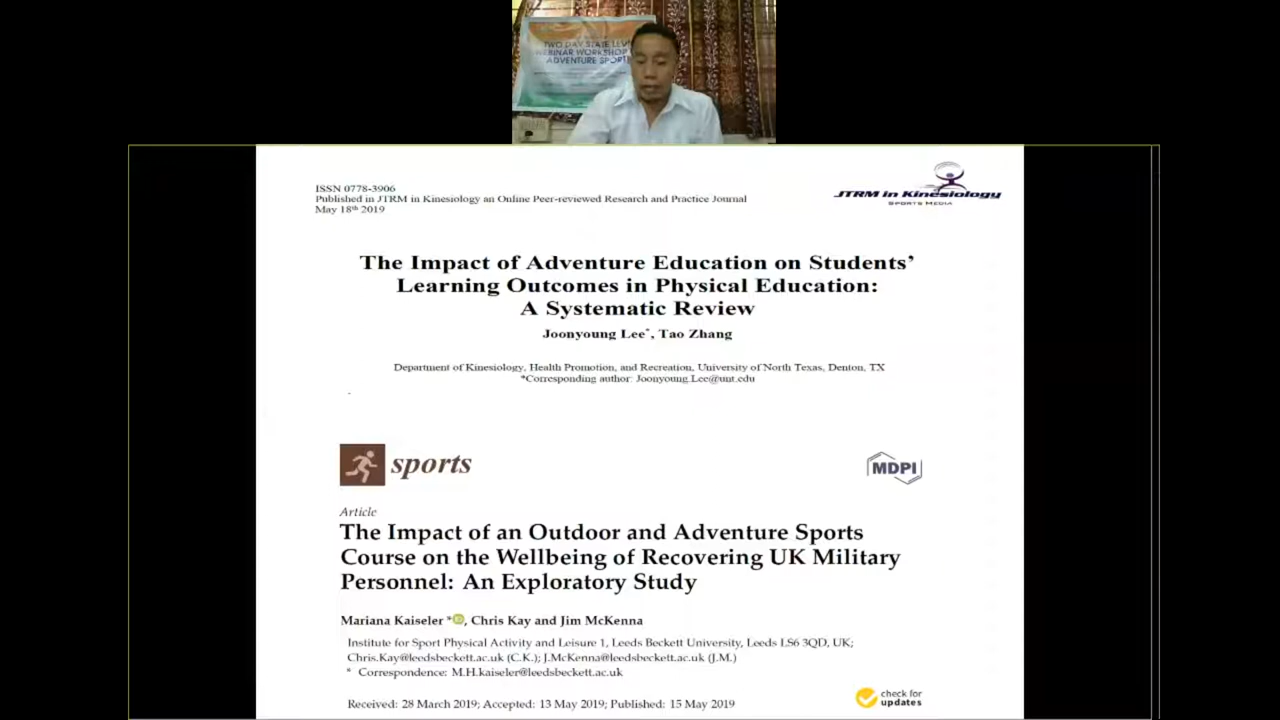 TWO DAY STATE LEVEL
WEBINAR WORKSHOP
ADVENTURE SPORT
ISSN 0778-3906
Published in JTRM in Kinesiology an Online Peer-reviewed Research and Practice Journal
May 18th 2019
JTRM in Kinesiology
SPORTS MEDIA
The Impact of Adventure Education on Students’
Learning Outcomes in Physical Education:
A Systematic Review
Joonyoung Lee*, Tao Zhang
Department of Kinesiology, Health Promotion, and Recreation, University of North Texas, Denton, TX
*Corresponding author: Joonyoung.Lee@unt.edu
sports
MDPI
Article
The Impact of an Outdoor and Adventure Sports
Course on the Wellbeing of Recovering UK Military
Personnel: An Exploratory Study
Mariana Kaiseler *, Chris Kay and Jim McKenna
Institute for Sport Physical Activity and Leisure 1, Leeds Beckett University, Leeds LS6 3QD, UK;
Chris.Kay@leedsbeckett.ac.uk (C.K.); J.McKenna@leedsbeckett.ac.uk (J.M.)
* Correspondence: M.H.kaiseler@leedsbeckett.ac.uk
Received: 28 March 2019; Accepted: 13 May 2019; Published: 15 May 2019
check for
updates